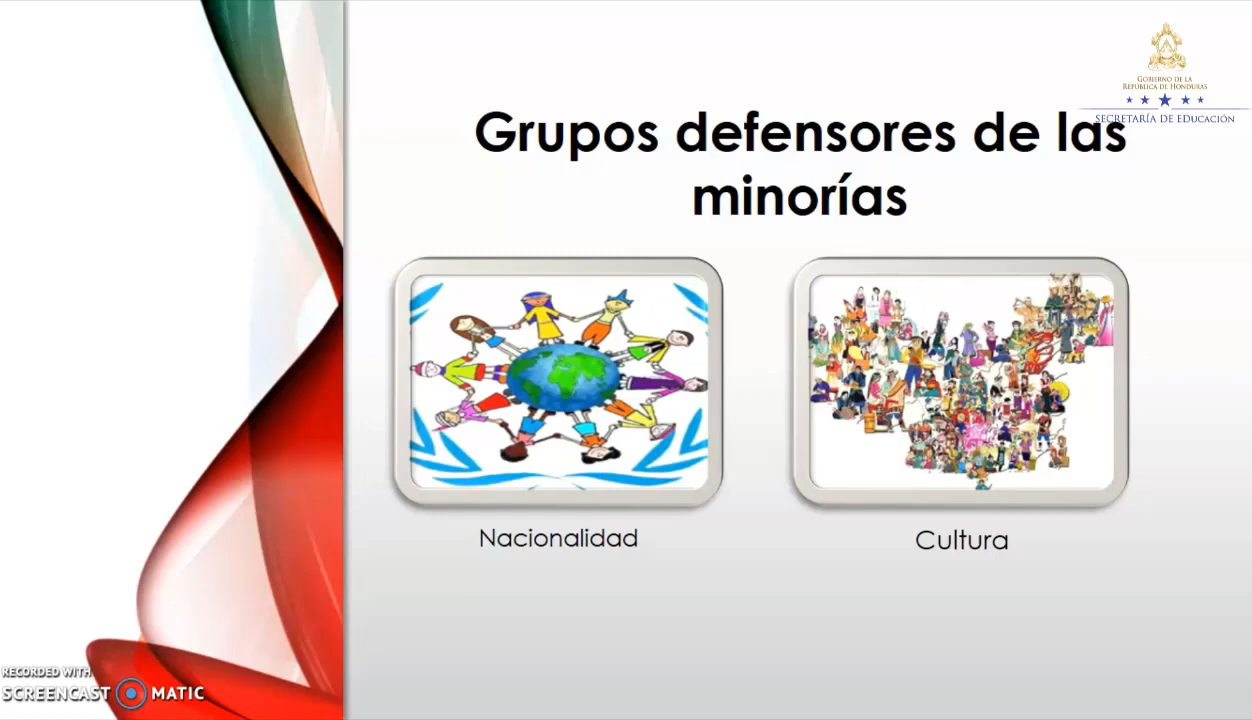 GOBIERNO DE LA
REPÚBLICA DE HONDURAS
SECRETARÍA DE EDUCACIÓN
Grupos defensores de las
minorías
Nacionalidad
Cultura
RECORDED WITH
SCREENCAST MATIC